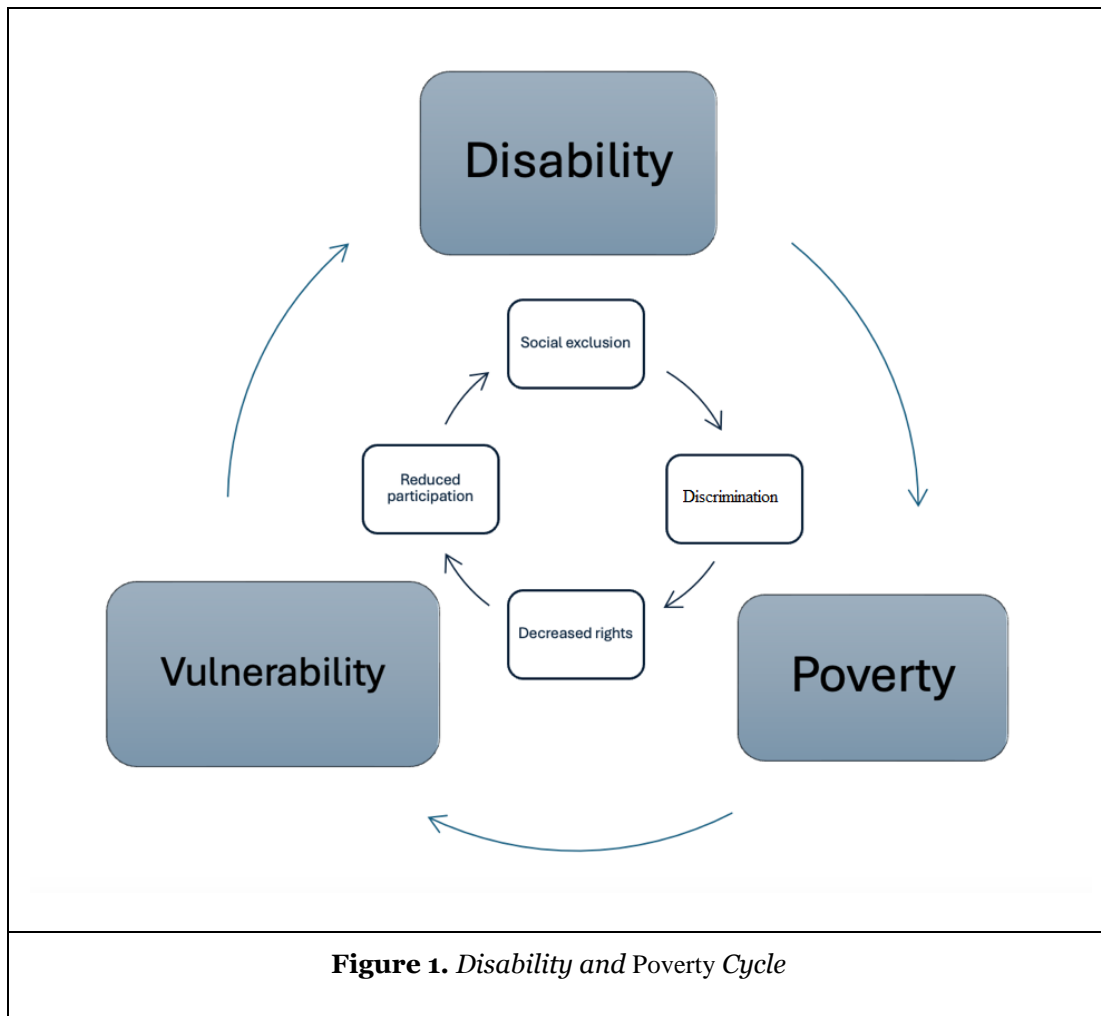 Disability
Social exclusion
Reduced
participation
Discrimination
Decreased rights
Vulnerability
Poverty
Figure 1. Disability and Poverty Cycle